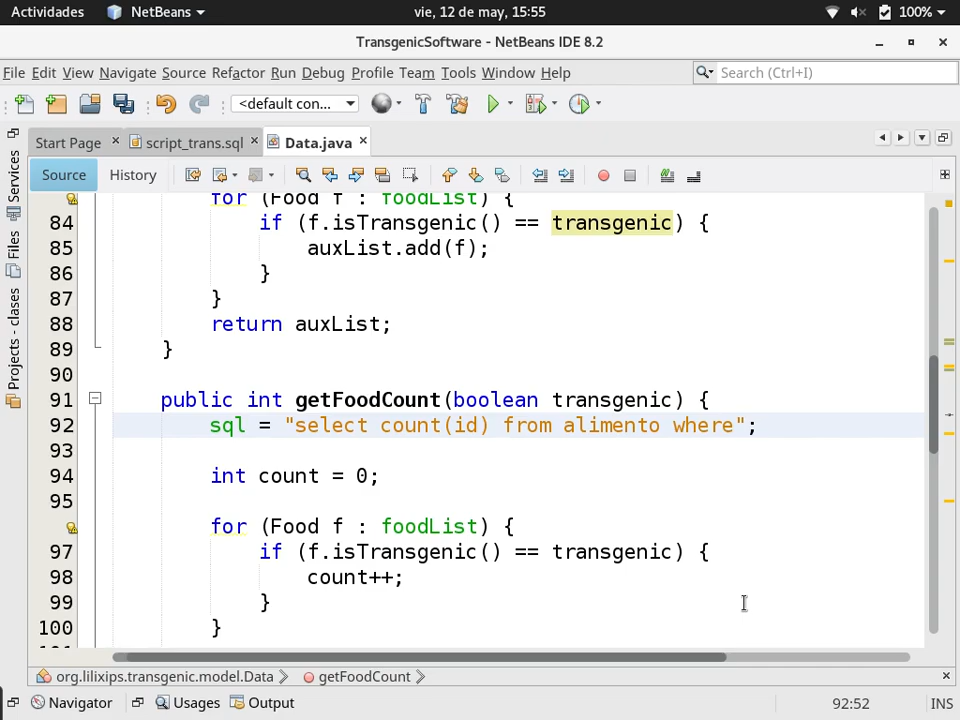 Actividades NetBeans vie, 12 de may, 15:55 100%
TransgenicSoftware - NetBeans IDE 8.2
File Edit View Navigate Source Refactor Run Debug Profile Team Tools Window Help Search (Ctrl+I)
<default con...
Start Page script_trans.sql Data.java
Source History
Services
Files
Projects - clases
for (Food f : foodList) {
84 if (f.isTransgenic() == transgenic) {
85 auxList.add(f);
86 }
87 }
88 return auxList;
89 }
90
91 public int getFoodCount(boolean transgenic) {
92 sql = "select count(id) from alimento where";
93
94 int count = 0;
95
for (Food f : foodList) {
97 if (f.isTransgenic() == transgenic) {
98 count++;
99 }
100 }
org.lilixips.transgenic.model.Data getFoodCount
Navigator Usages Output 92:52 INS